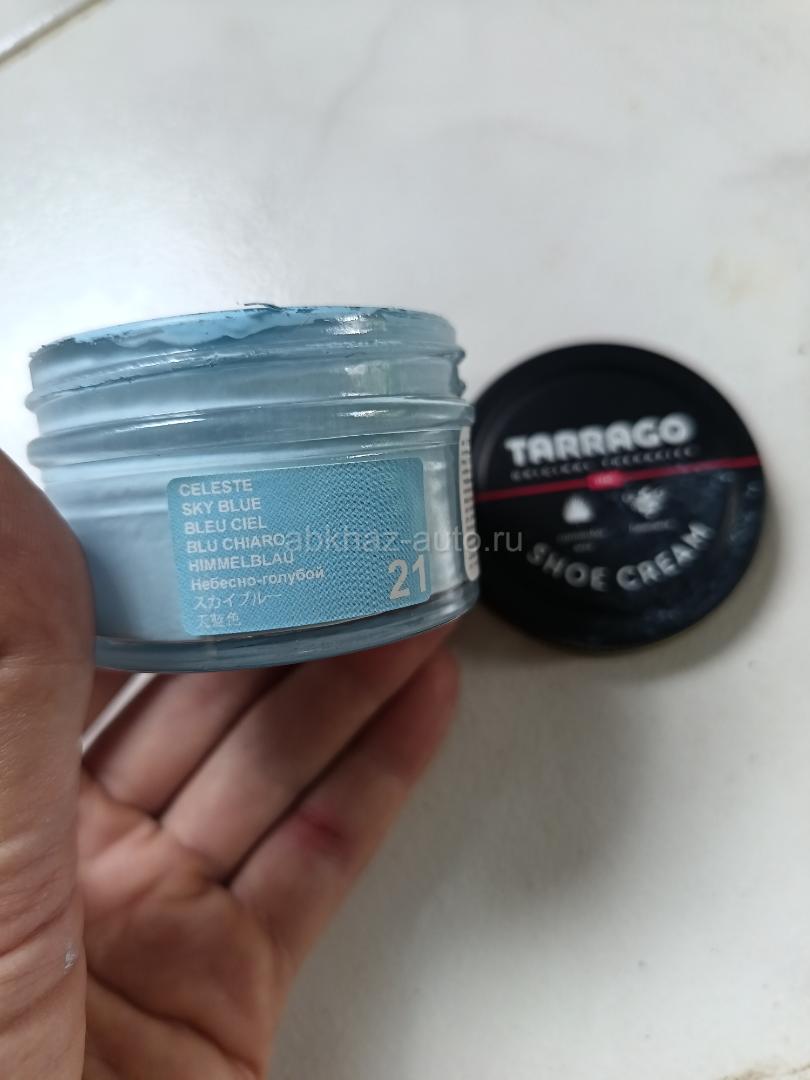 CELESTE
SKY BLUE
BLEU CIEL
BLU CHIARO
HIMMELBLAU
Небесно-голубой
スカイブルー
天藍色
21
abkhaz-auto.ru
TARRAGO
SHOE CREAM